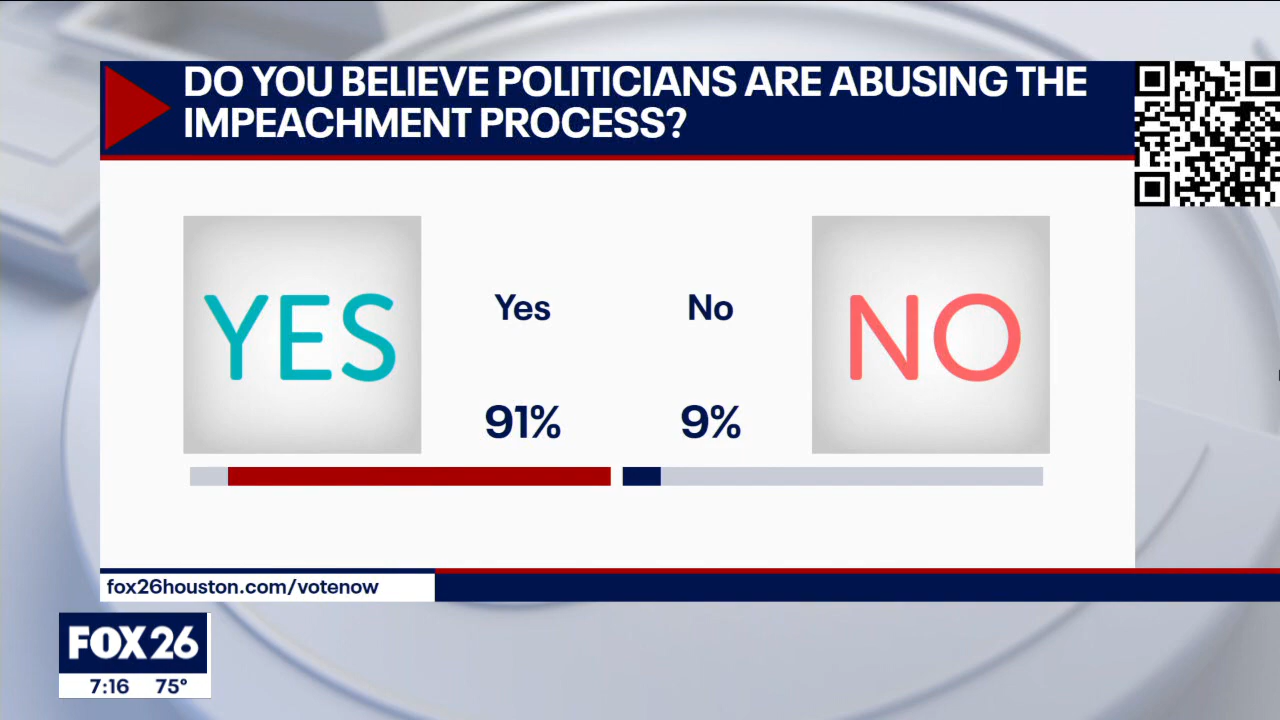 DO YOU BELIEVE POLITICIANS ARE ABUSING THE
IMPEACHMENT PROCESS?
YES
Yes
No
NO
91%
9%
fox26houston.com/votenow
FOX 26
7:16 75°